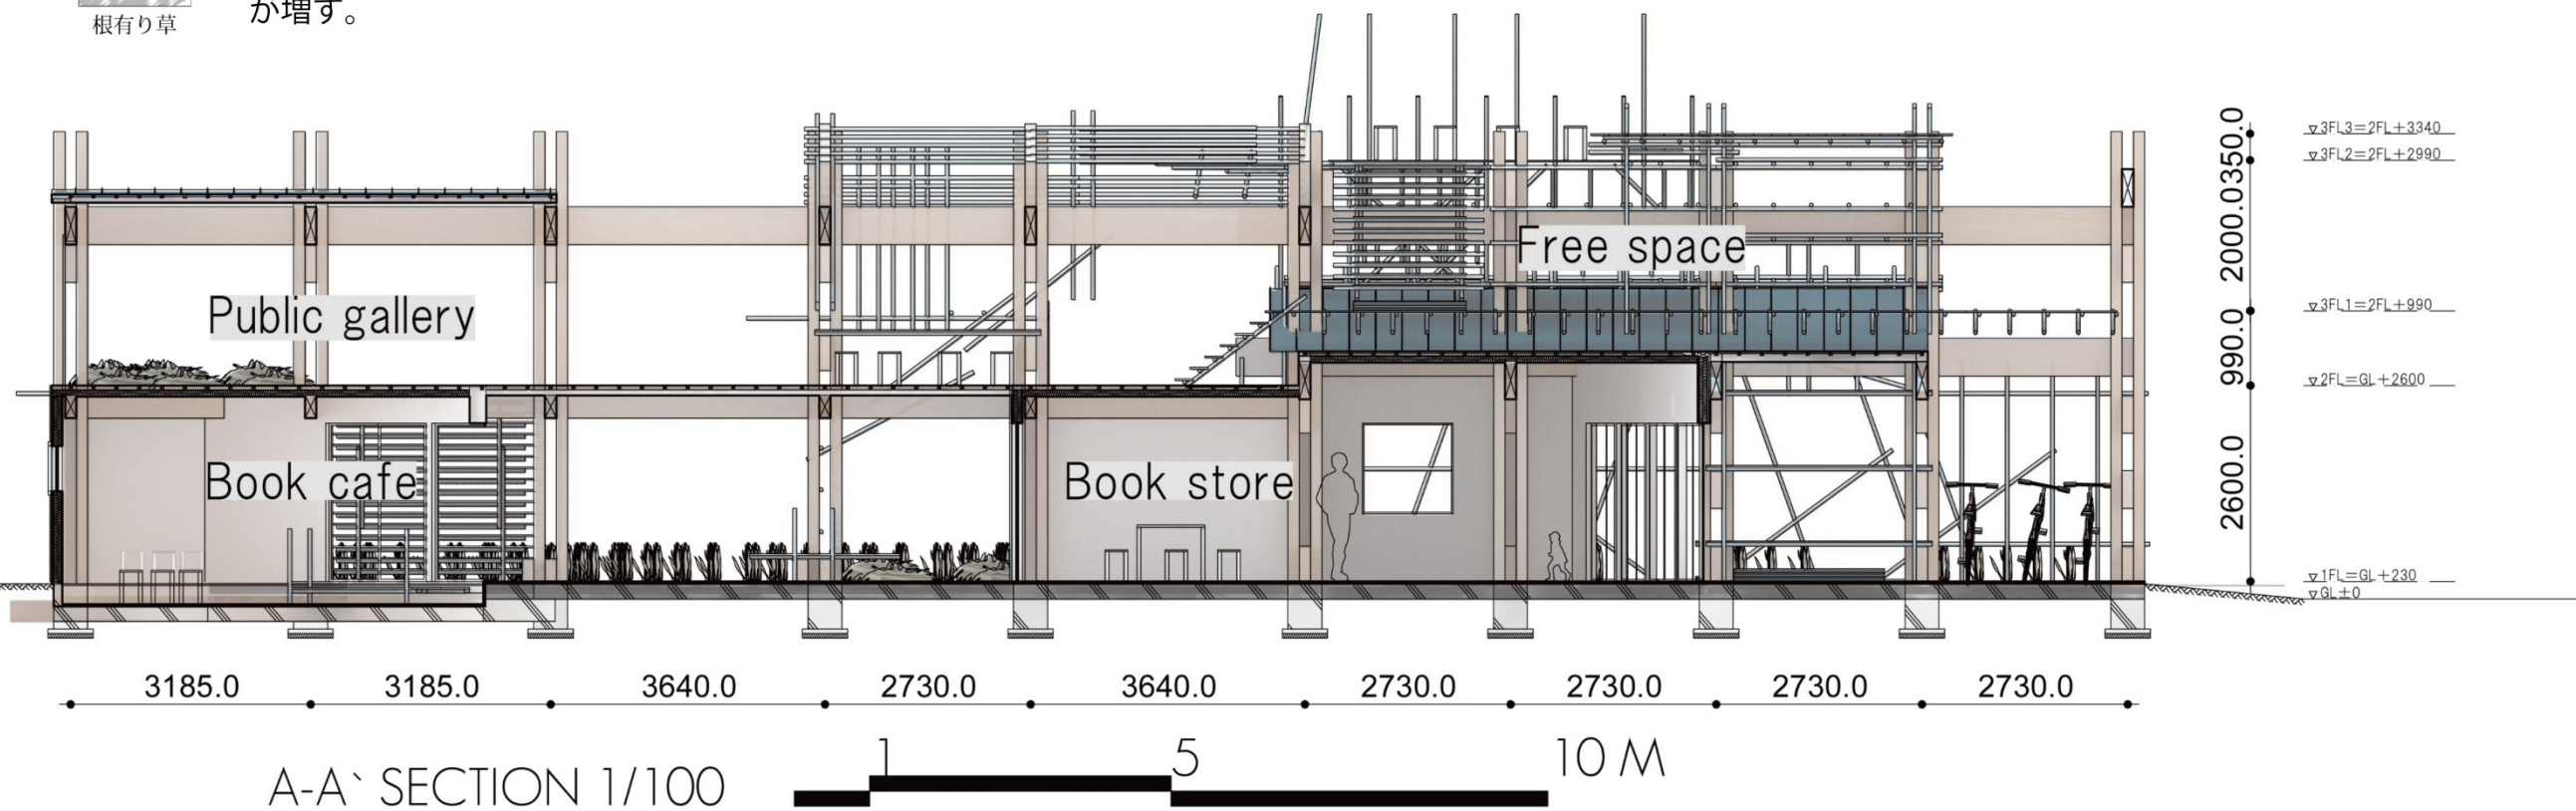 根有り草
が増す。
Public gallery
Free space
Book cafe
Book store
350.0
2000.0
990.0
2600.0
▽3FL3=2FL+3340
▽3FL2=2FL+2990
▽3FL1=2FL+990
▽2FL=GL+2600
▽1FL=GL+230
▽GL±0
3185.0 3185.0 3640.0 2730.0 3640.0 2730.0 2730.0 2730.0 2730.0
1 5 10 M
A-A` SECTION 1/100